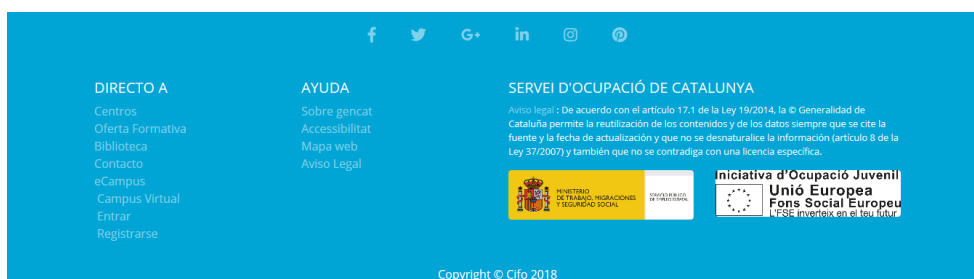 DIRECTO A
Centros
Oferta Formativa
Biblioteca
Contacto
eCampus
Campus Virtual
Entrar
Registrarse
AYUDA
Sobre gencat
Accessibilitat
Mapa web
Aviso Legal
SERVEI D'OCUPACIÓ DE CATALUNYA
Aviso legal : De acuerdo con el artículo 17.1 de la Ley 19/2014, la © Generalidad de
Cataluña permite la reutilización de los contenidos y de los datos siempre que se cite la
fuente y la fecha de actualización y que no se desnaturalice la información (artículo 8 de la
Ley 37/2007) y también que no se contradiga con una licencia específica.
MINISTERIO
DE TRABAJO, MIGRACIONES
Y SEGURIDAD SOCIAL
SERVICIO PÚBLICO
DE EMPLEO ESTATAL
Iniciativa d'Ocupació Juvenil
Unió Europea
Fons Social Europeu
L'FSE inverteix en el teu futur
Copyright © Cifo 2018